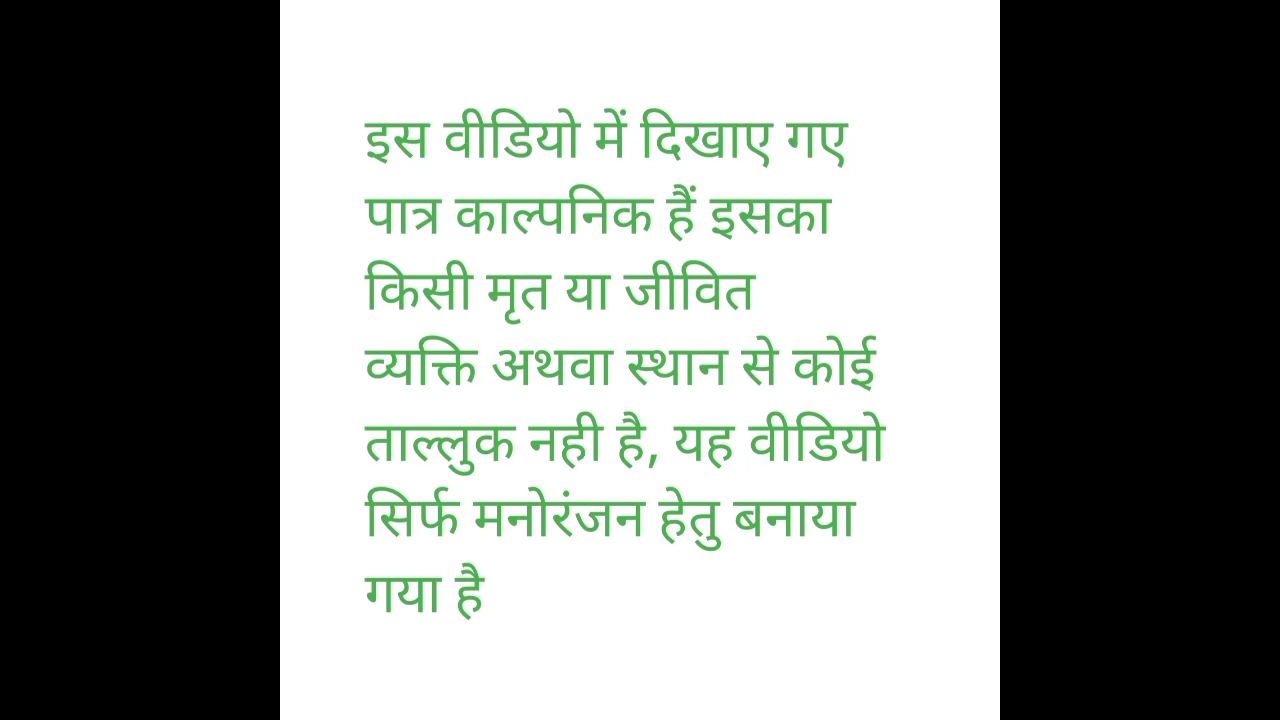 इस वीडियो में दिखाए गए
पात्र काल्पनिक हैं इसका
किसी मृत या जीवित
व्यक्ति अथवा स्थान से कोई
ताल्लुक नही है, यह वीडियो
सिर्फ मनोरंजन हेतु बनाया
गया है